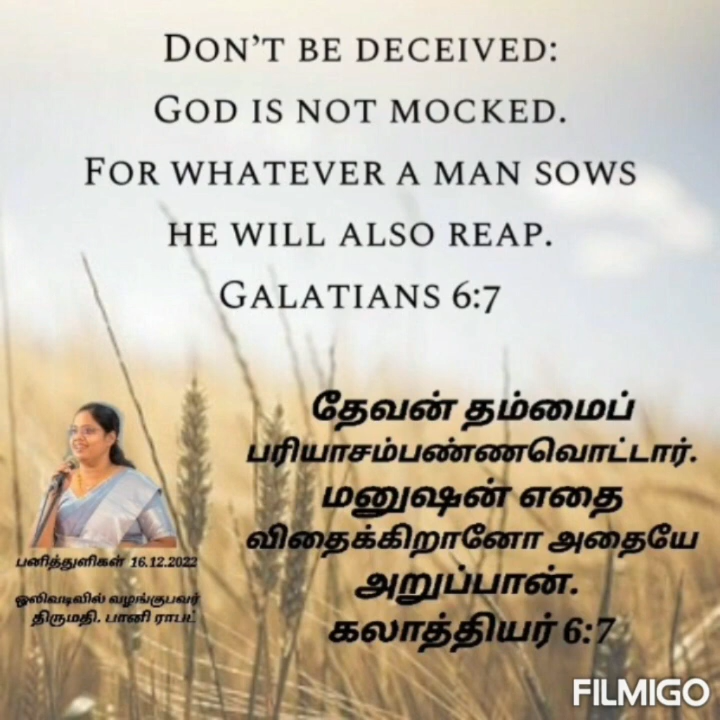 DON'T BE DECEIVED:
GOD IS NOT MOCKED.
FOR WHATEVER A MAN SOWS
HE WILL ALSO REAP.
GALATIANS 6:7
தேவன் தம்மைப்
பரியாசம்பண்ணவொட்டார்.
மனுஷன் எதை
விதைக்கிறானோ அதையே
அறுப்பான்.
கலாத்தியர் 6:7
பனித்துளிகள் 16.12.2022
ஒலிவடிவில் வழங்குபவர்
திருமதி. பானி ராபட்
FILMIGO